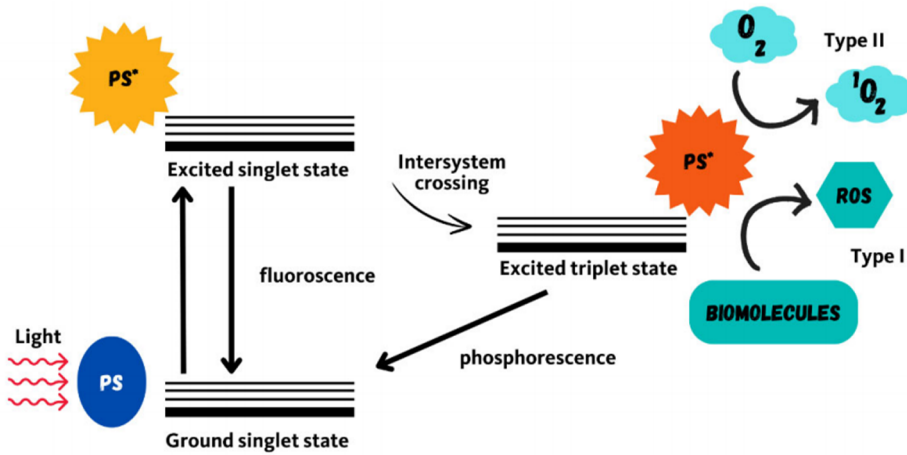 PS*
Excited singlet state
fluoroscence
Light
PS
Ground singlet state
Intersystem
crossing
Excited triplet state
phosphorescence
PS*
O2
Type II
¹O2
ROS
Type I
BIOMOLECULES